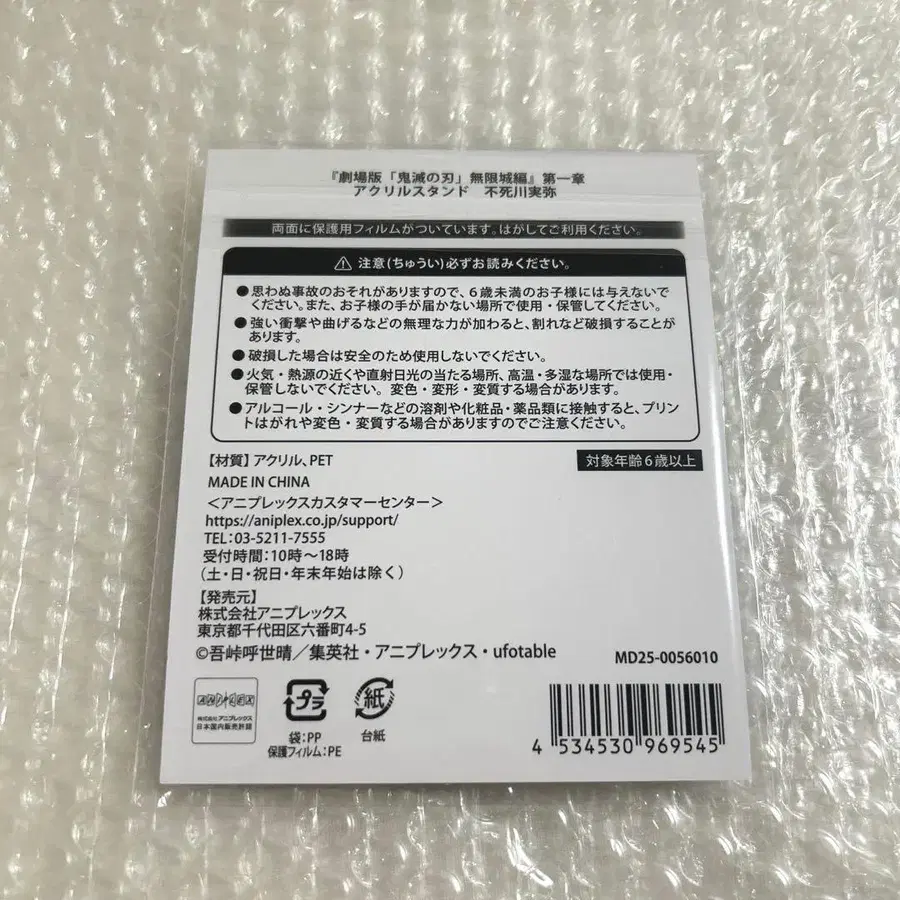 『劇場版「鬼滅の刃」無限城編』第一章
アクリルスタンド　不死川実弥
両面に保護用フィルムがついています。はがしてご利用ください。
⚠ 注意(ちゅうい)必ずお読みください。
●思わぬ事故のおそれがありますので、6歳未満のお子様には与えないで
ください。また、お子様の手が届かない場所で使用・保管してください。
●強い衝撃や曲げるなどの無理な力が加わると、割れなど破損することが
あります。
●破損した場合は安全のため使用しないでください。
●火気・熱源の近くや直射日光の当たる場所、高温・多湿な場所では使用・
保管しないでください。変色・変形・変質する場合があります。
●アルコール・シンナーなどの溶剤や化粧品・薬品類に接触すると、プリン
トはがれや変色・変質する場合がありますのでご注意ください。
【材質】アクリル、PET
対象年齢6歳以上
MADE IN CHINA
＜アニプレックスカスタマーセンター＞
https://aniplex.co.jp/support/
TEL:03-5211-7555
受付時間:10時～18時
(土・日・祝日・年末年始は除く)
【発売元】
株式会社アニプレックス
東京都千代田区六番町4-5
©吾峠呼世晴／集英社・アニプレックス・ufotable
MD25-0056010
ANIPLEX
株式会社アニプレックス
日本国内販売許諾
プラ
袋:PP
保護フィルム:PE
紙
台紙
4 534530 969545